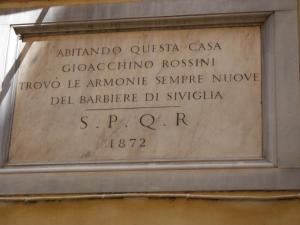 ABITANDO QUESTA CASA
GIOACCHINO ROSSINI
TROVÒ LE ARMONIE SEMPRE NUOVE
DEL BARBIERE DI SIVIGLIA
S. P. Q. R
1872